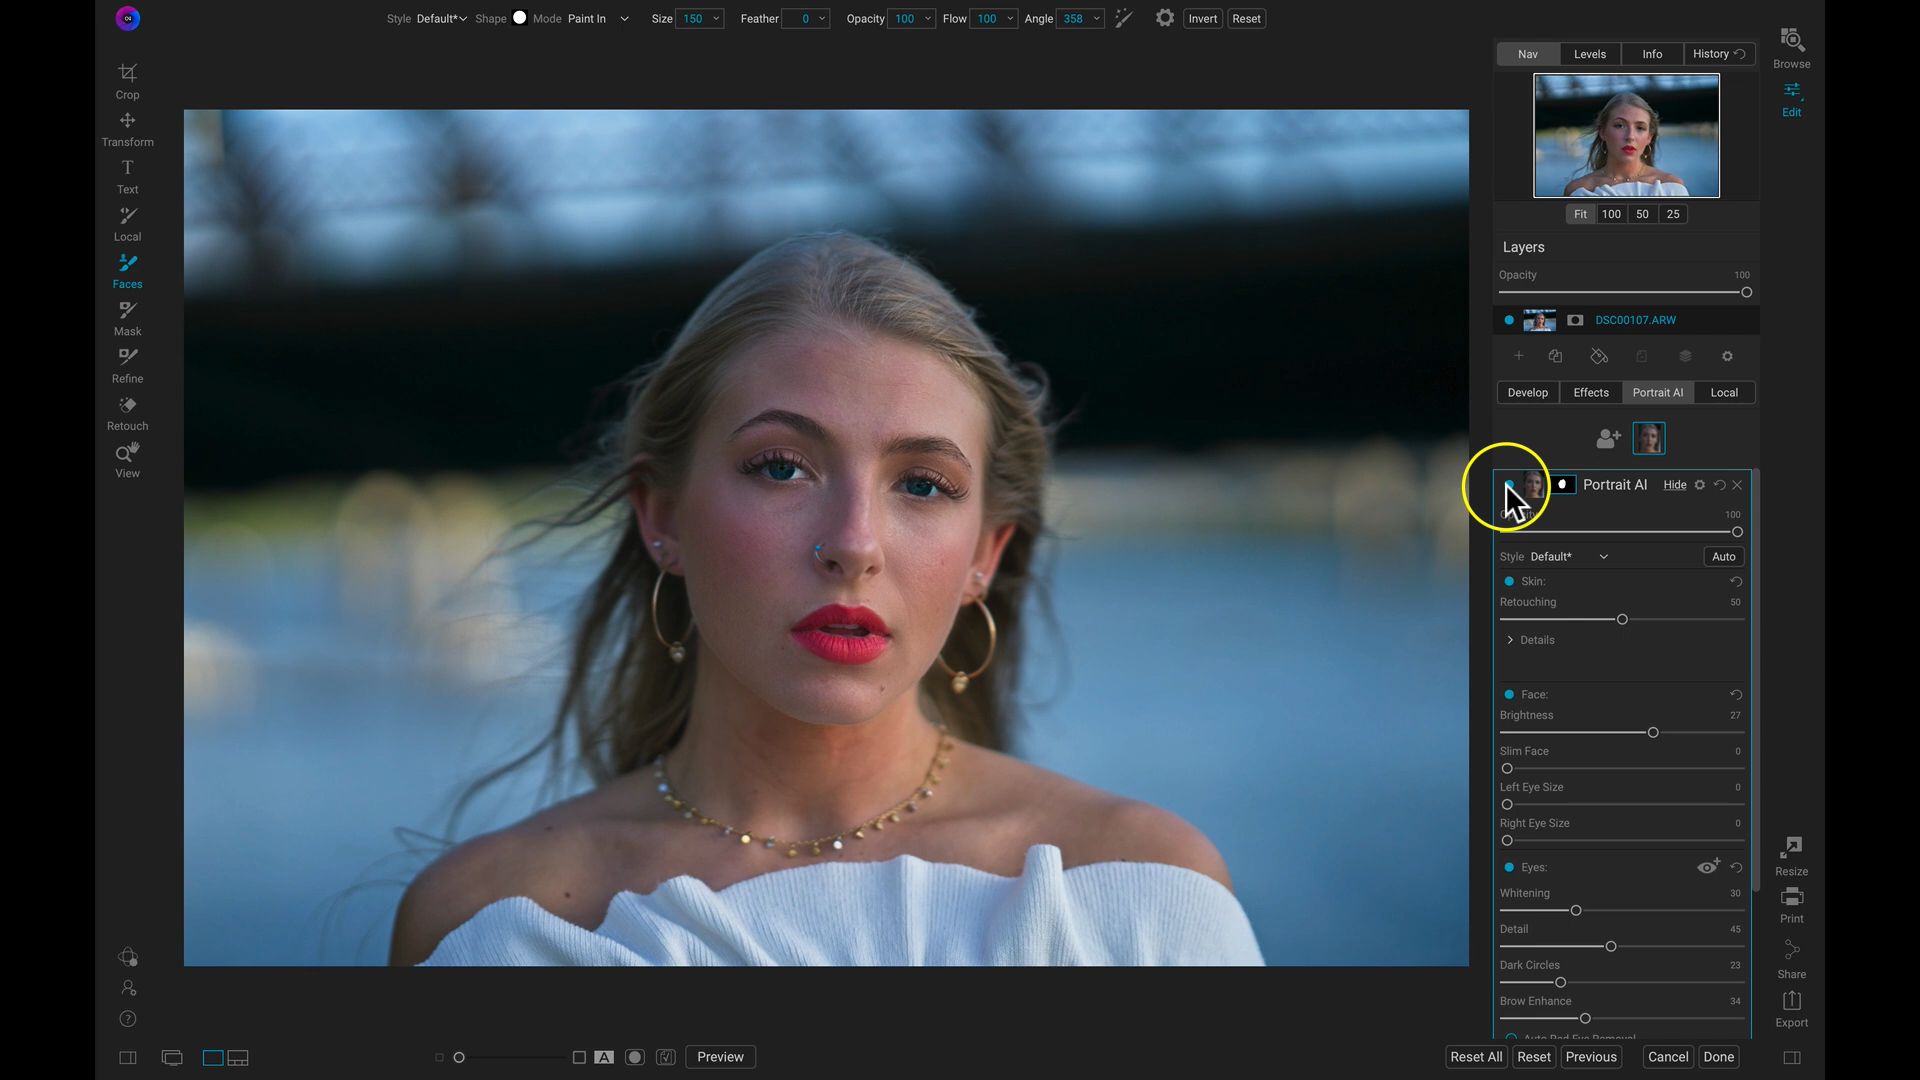 Style Default* Shape Mode Paint In Size 150 Feather 0 Opacity 100 Flow 100 Angle 358 Invert Reset
Crop
Transform
Text
Local
Faces
Mask
Refine
Retouch
View
Nav Levels Info History
Fit 100 50 25
Layers
Opacity 100
DSC00107.ARW
Develop Effects Portrait AI Local
Portrait AI Hide
100
Style Default* Auto
Skin:
Retouching 50
Details
Face:
Brightness 27
Slim Face 0
Left Eye Size 0
Right Eye Size 0
Eyes:
Whitening 30
Detail 45
Dark Circles 23
Brow Enhance 34
Auto Red Eye Removal
Browse
Edit
Resize
Print
Share
Export
A Preview
Reset All Reset Previous Cancel Done